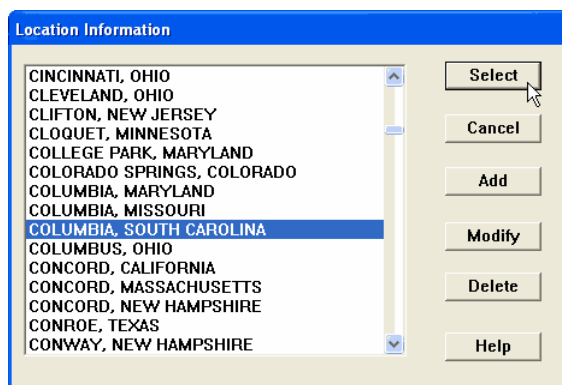 Location Information
CINCINNATI, OHIO
CLEVELAND, OHIO
CLIFTON, NEW JERSEY
CLOQUET, MINNESOTA
COLLEGE PARK, MARYLAND
COLORADO SPRINGS, COLORADO
COLUMBIA, MARYLAND
COLUMBIA, MISSOURI
COLUMBIA, SOUTH CAROLINA
COLUMBUS, OHIO
CONCORD, CALIFORNIA
CONCORD, MASSACHUSETTS
CONCORD, NEW HAMPSHIRE
CONROE, TEXAS
CONWAY, NEW HAMPSHIRE
Select
Cancel
Add
Modify
Delete
Help